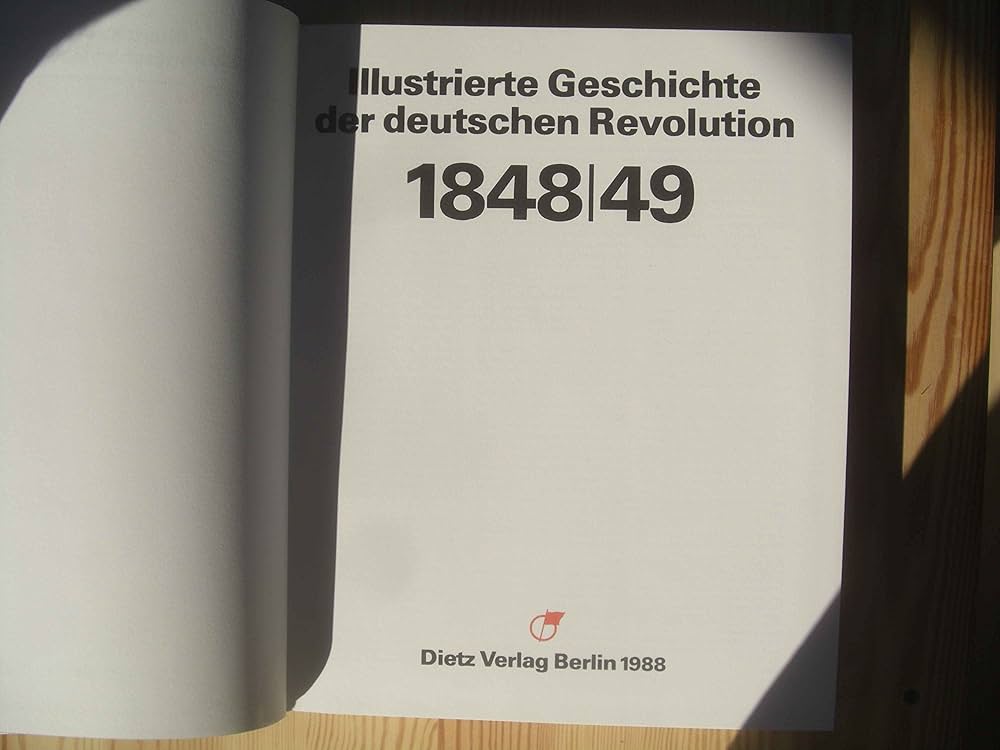 Illustrierte Geschichte
der deutschen Revolution
1848|49
Dietz Verlag Berlin 1988